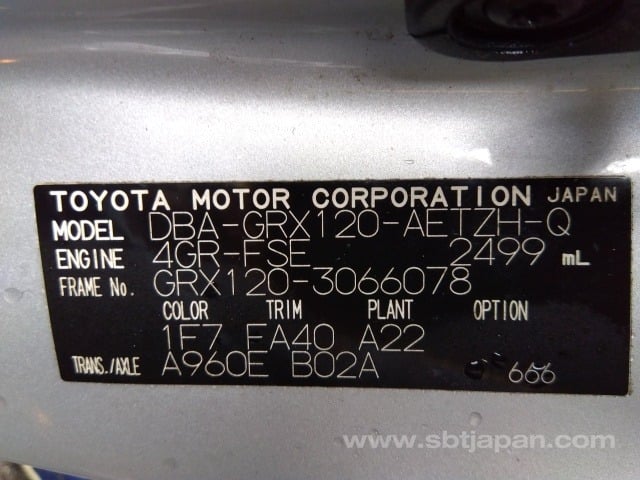 TOYOTA MOTOR CORPORATION JAPAN
MODEL DBA-GRX120-AETZH-Q
ENGINE 4GR-FSE 2499 mL
FRAME No. GRX120-3066078
COLOR TRIM PLANT OPTION
1F7 FA40 A22
TRANS./AXLE A960E B02A 666
www.sbtjapan.com